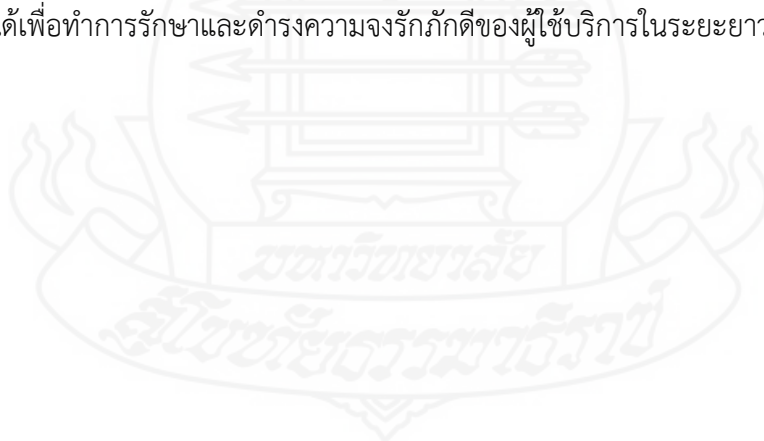 ได้เพื่อทำการรักษาและดำรงความจงรักภักดีของผู้ใช้บริการในระยะยาว
มหาวิทยาลัย
สุโขทัยธรรมาธิราช